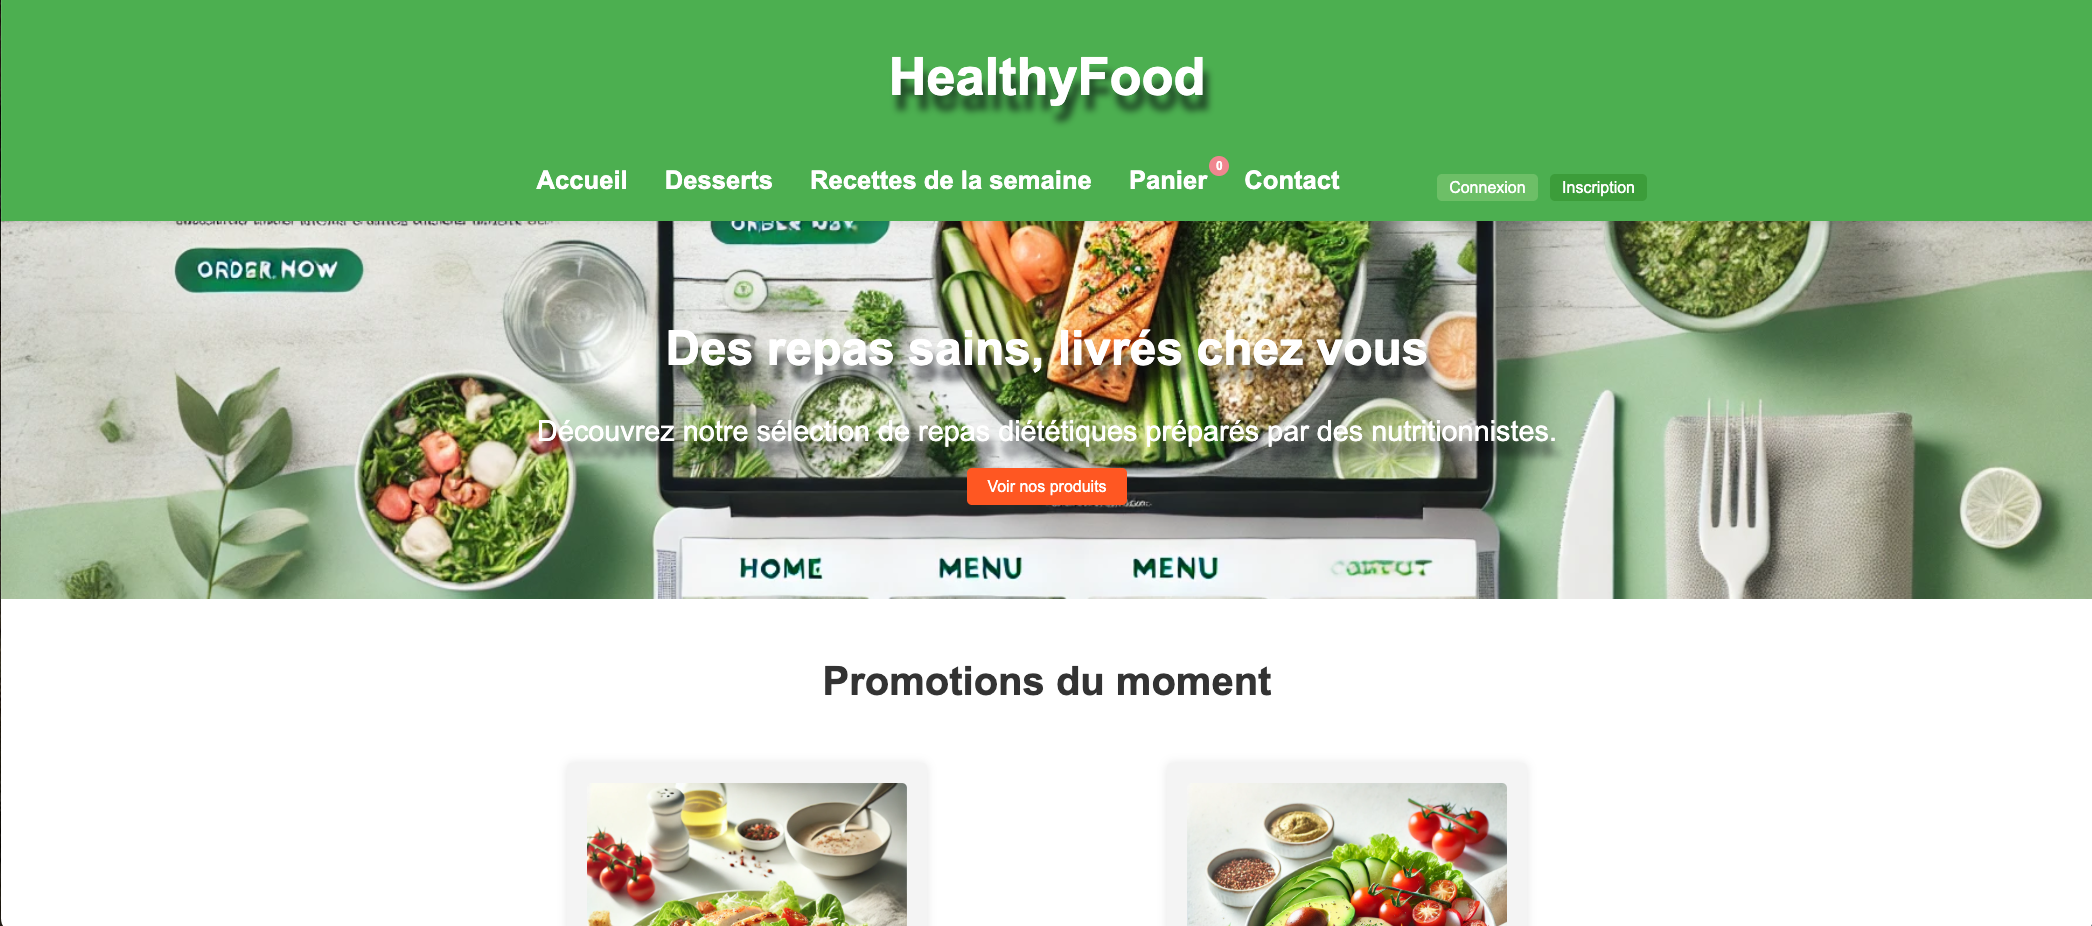 HealthyFood
Accueil Desserts Recettes de la semaine Panier 0 Contact Connexion Inscription
ORDER NOW
Des repas sains, livrés chez vous
Découvrez notre sélection de repas diététiques préparés par des nutritionnistes.
Voir nos produits
HOME MENU MENU
Promotions du moment